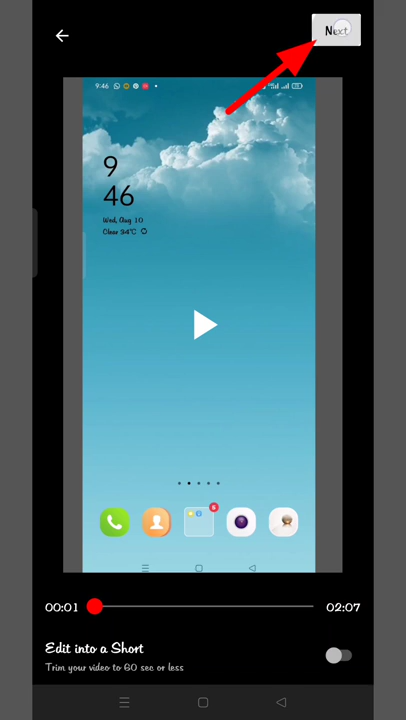 Next
9:46
9
46
Wed, Aug 10
Clear 34°C
5
00:01
02:07
Edit into a Short
Trim your video to 60 sec or less